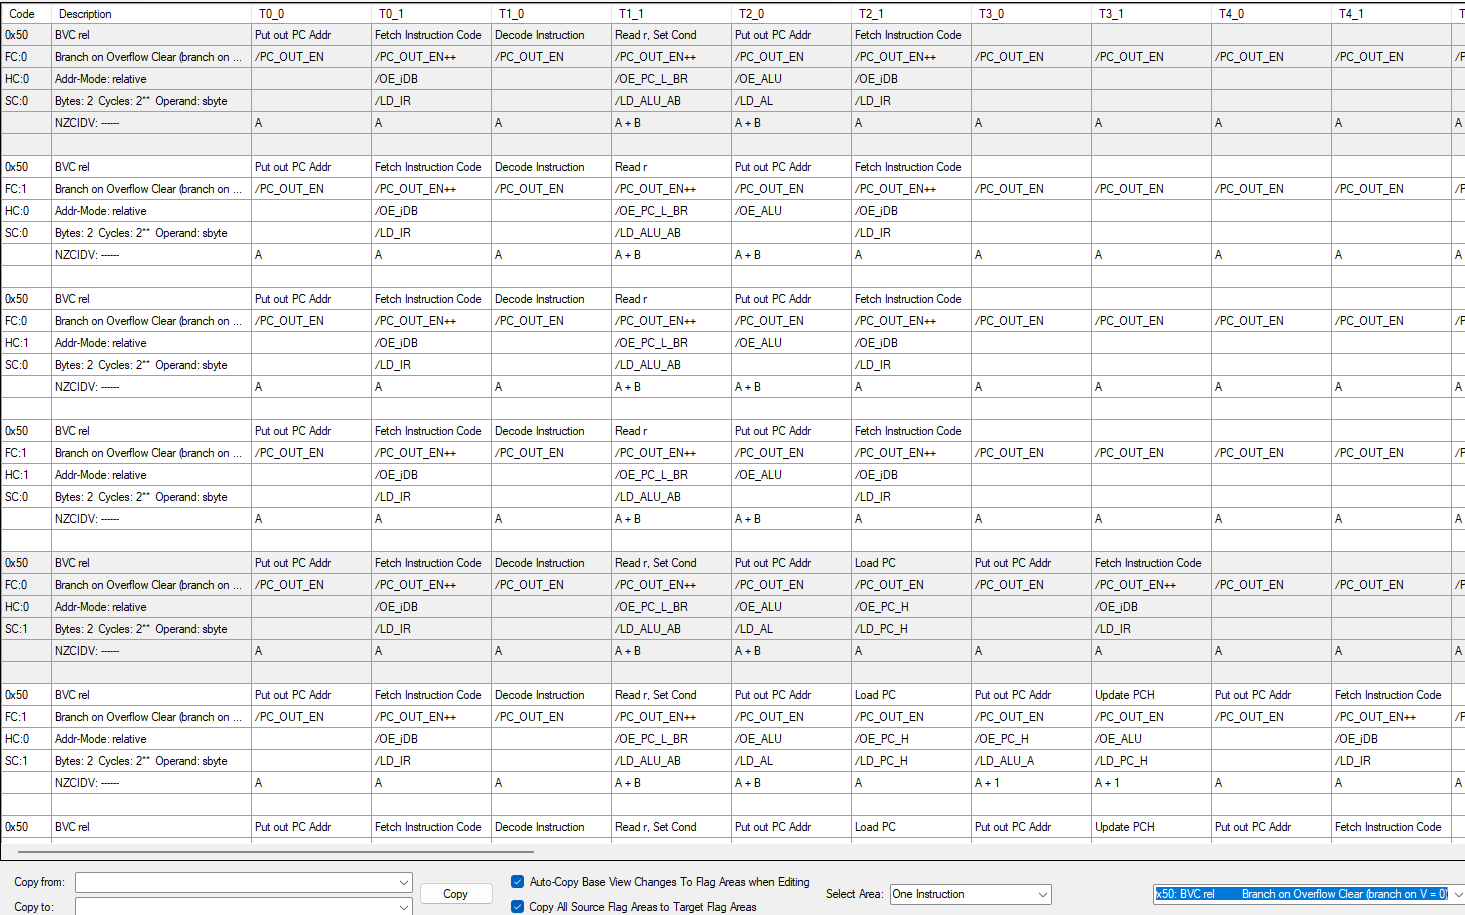 Code Description T0_0 T0_1 T1_0 T1_1 T2_0 T2_1 T3_0 T3_1 T4_0 T4_1
0x50 BVC rel Put out PC Addr Fetch Instruction Code Decode Instruction Read r, Set Cond Put out PC Addr Fetch Instruction Code
FC:0 Branch on Overflow Clear (branch on ... /PC_OUT_EN /PC_OUT_EN++ /PC_OUT_EN /PC_OUT_EN++ /PC_OUT_EN /PC_OUT_EN++ /PC_OUT_EN /PC_OUT_EN /PC_OUT_EN /PC_OUT_EN
HC:0 Addr-Mode: relative /OE_iDB /OE_PC_L_BR /OE_ALU /OE_iDB
SC:0 Bytes: 2 Cycles: 2** Operand: sbyte /LD_IR /LD_ALU_AB /LD_AL /LD_IR
NZCIDV: ------ A A A A + B A + B A A A A A A
0x50 BVC rel Put out PC Addr Fetch Instruction Code Decode Instruction Read r Put out PC Addr Fetch Instruction Code
FC:1 Branch on Overflow Clear (branch on ... /PC_OUT_EN /PC_OUT_EN++ /PC_OUT_EN /PC_OUT_EN++ /PC_OUT_EN /PC_OUT_EN++ /PC_OUT_EN /PC_OUT_EN /PC_OUT_EN /PC_OUT_EN
HC:0 Addr-Mode: relative /OE_iDB /OE_PC_L_BR /OE_ALU /OE_iDB
SC:0 Bytes: 2 Cycles: 2** Operand: sbyte /LD_IR /LD_ALU_AB /LD_IR
NZCIDV: ------ A A A A + B A + B A A A A A A
0x50 BVC rel Put out PC Addr Fetch Instruction Code Decode Instruction Read r Put out PC Addr Fetch Instruction Code
FC:0 Branch on Overflow Clear (branch on ... /PC_OUT_EN /PC_OUT_EN++ /PC_OUT_EN /PC_OUT_EN++ /PC_OUT_EN /PC_OUT_EN++ /PC_OUT_EN /PC_OUT_EN /PC_OUT_EN /PC_OUT_EN
HC:1 Addr-Mode: relative /OE_iDB /OE_PC_L_BR /OE_ALU /OE_iDB
SC:0 Bytes: 2 Cycles: 2** Operand: sbyte /LD_IR /LD_ALU_AB /LD_IR
NZCIDV: ------ A A A A + B A + B A A A A A A
0x50 BVC rel Put out PC Addr Fetch Instruction Code Decode Instruction Read r Put out PC Addr Fetch Instruction Code
FC:1 Branch on Overflow Clear (branch on ... /PC_OUT_EN /PC_OUT_EN++ /PC_OUT_EN /PC_OUT_EN++ /PC_OUT_EN /PC_OUT_EN++ /PC_OUT_EN /PC_OUT_EN /PC_OUT_EN /PC_OUT_EN
HC:1 Addr-Mode: relative /OE_iDB /OE_PC_L_BR /OE_ALU /OE_iDB
SC:0 Bytes: 2 Cycles: 2** Operand: sbyte /LD_IR /LD_ALU_AB /LD_IR
NZCIDV: ------ A A A A + B A + B A A A A A A
0x50 BVC rel Put out PC Addr Fetch Instruction Code Decode Instruction Read r, Set Cond Put out PC Addr Load PC Put out PC Addr Fetch Instruction Code
FC:0 Branch on Overflow Clear (branch on ... /PC_OUT_EN /PC_OUT_EN++ /PC_OUT_EN /PC_OUT_EN++ /PC_OUT_EN /PC_OUT_EN /PC_OUT_EN /PC_OUT_EN++ /PC_OUT_EN /PC_OUT_EN
HC:0 Addr-Mode: relative /OE_iDB /OE_PC_L_BR /OE_ALU /OE_PC_H /OE_iDB
SC:1 Bytes: 2 Cycles: 2** Operand: sbyte /LD_IR /LD_ALU_AB /LD_AL /LD_PC_H /LD_IR
NZCIDV: ------ A A A A + B A + B A A A A A A
0x50 BVC rel Put out PC Addr Fetch Instruction Code Decode Instruction Read r, Set Cond Put out PC Addr Load PC Put out PC Addr Update PCH Put out PC Addr Fetch Instruction Code
FC:1 Branch on Overflow Clear (branch on ... /PC_OUT_EN /PC_OUT_EN++ /PC_OUT_EN /PC_OUT_EN++ /PC_OUT_EN /PC_OUT_EN /PC_OUT_EN /PC_OUT_EN /PC_OUT_EN /PC_OUT_EN++
HC:0 Addr-Mode: relative /OE_iDB /OE_PC_L_BR /OE_ALU /OE_PC_H /OE_PC_H /OE_ALU /OE_iDB
SC:1 Bytes: 2 Cycles: 2** Operand: sbyte /LD_IR /LD_ALU_AB /LD_AL /LD_PC_H /LD_ALU_A /LD_PC_H /LD_IR
NZCIDV: ------ A A A A + B A + B A A + 1 A + 1 A A A
0x50 BVC rel Put out PC Addr Fetch Instruction Code Decode Instruction Read r, Set Cond Put out PC Addr Load PC Put out PC Addr Update PCH Put out PC Addr Fetch Instruction Code
Copy from: Copy Auto-Copy Base View Changes To Flag Areas when Editing Select Area: One Instruction x50: BVC rel Branch on Overflow Clear (branch on V = 0)
Copy to: Copy All Source Flag Areas to Target Flag Areas